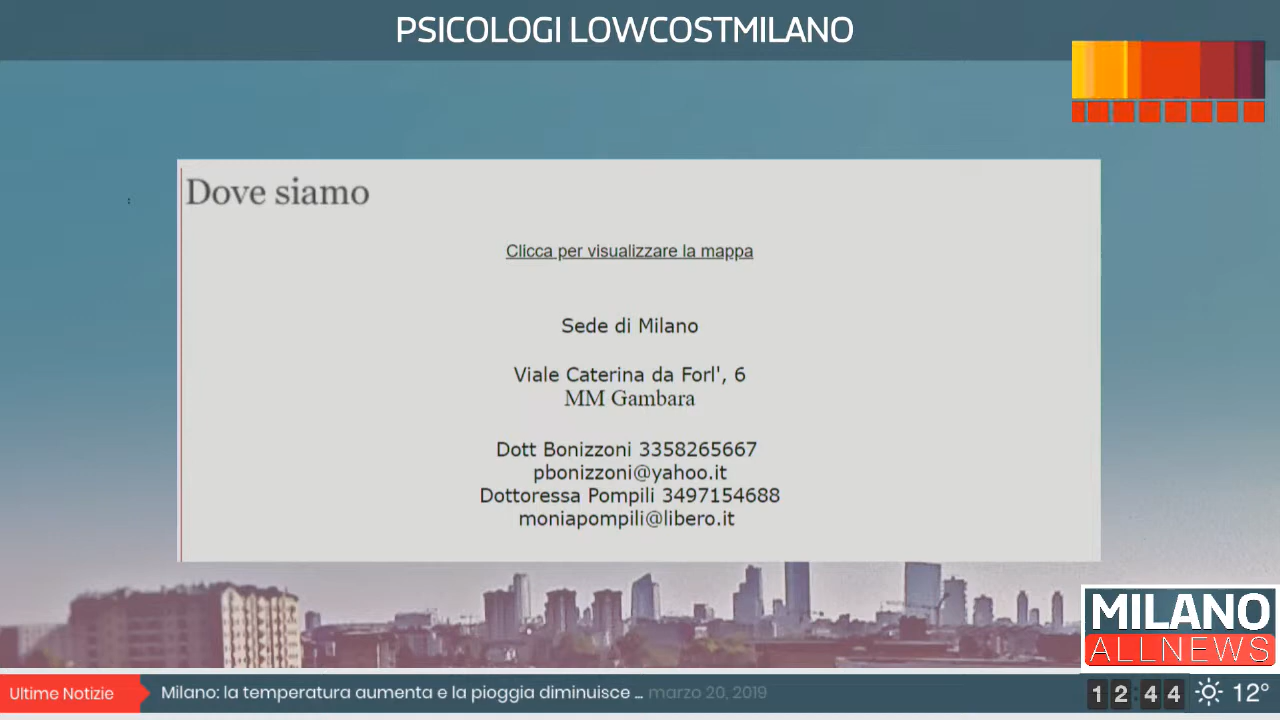 PSICOLOGI LOWCOSTMILANO
Dove siamo
Clicca per visualizzare la mappa
Sede di Milano
Viale Caterina da Forl', 6
MM Gambara
Dott Bonizzoni 3358265667
pbonizzoni@yahoo.it
Dottoressa Pompili 3497154688
moniapompili@libero.it
MILANO
ALLNEWS
Ultime Notizie Milano: la temperatura aumenta e la pioggia diminuisce ... marzo 20, 2019
12:44 12°